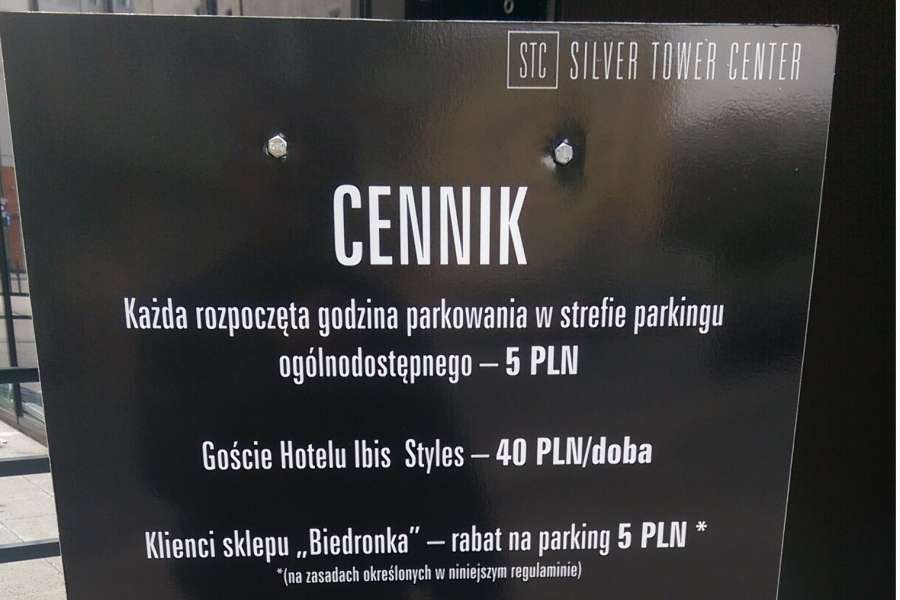 STC SILVER TOWER CENTER
CENNIK
Każda rozpoczęta godzina parkowania w strefie parkingu
ogólnodostępnego – 5 PLN
Goście Hotelu Ibis Styles – 40 PLN/doba
Klienci sklepu „Biedronka” – rabat na parking 5 PLN *
*(na zasadach określonych w niniejszym regulaminie)